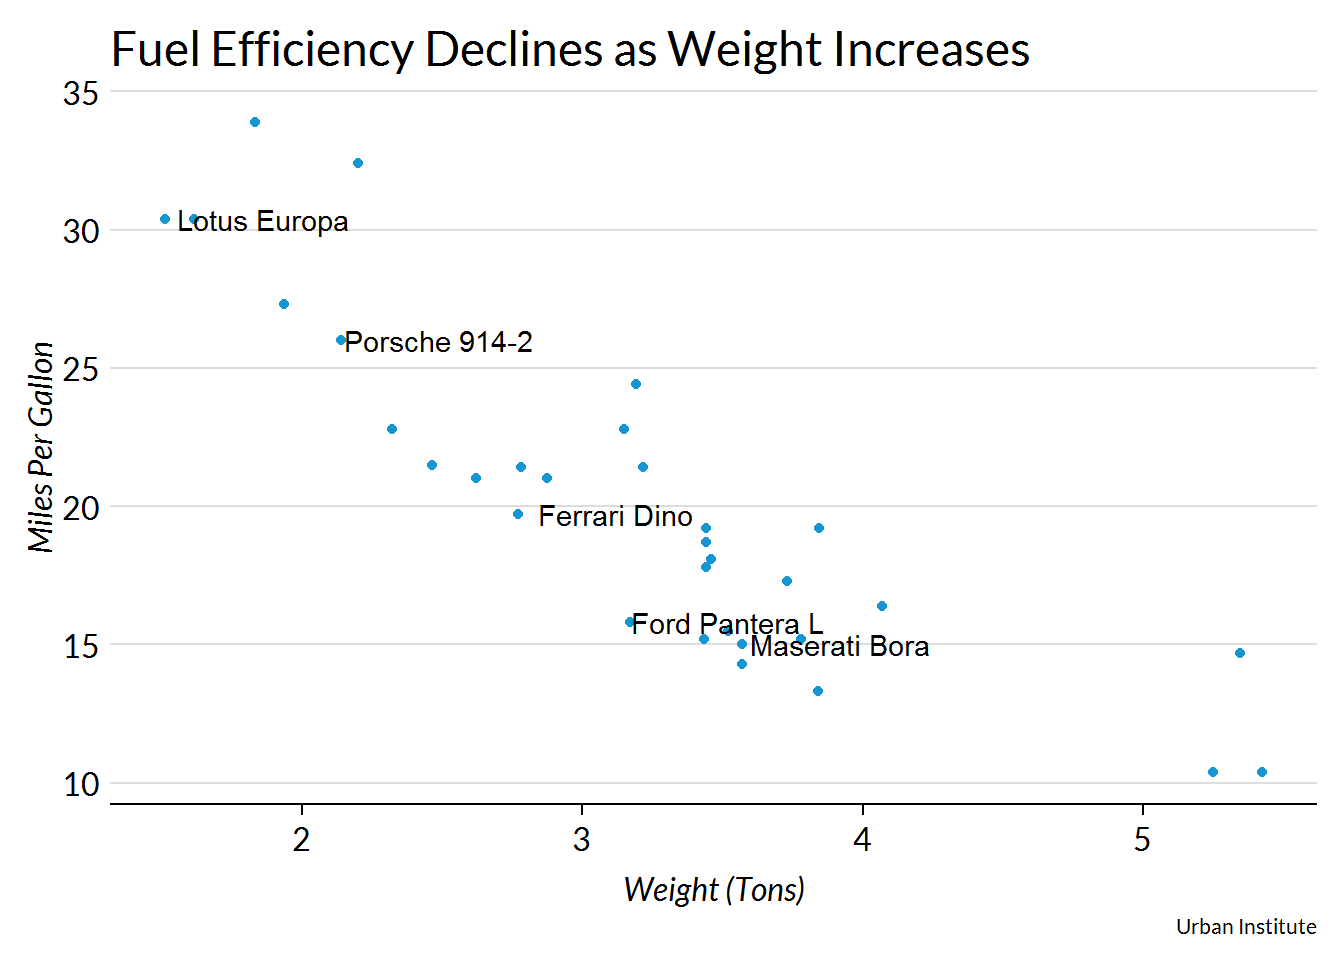 Fuel Efficiency Declines as Weight Increases
35
30
25
20
15
10
Miles Per Gallon
Lotus Europa
Porsche 914-2
Ferrari Dino
Ford Pantera L
Maserati Bora
2 3 4 5
Weight (Tons)
Urban Institute